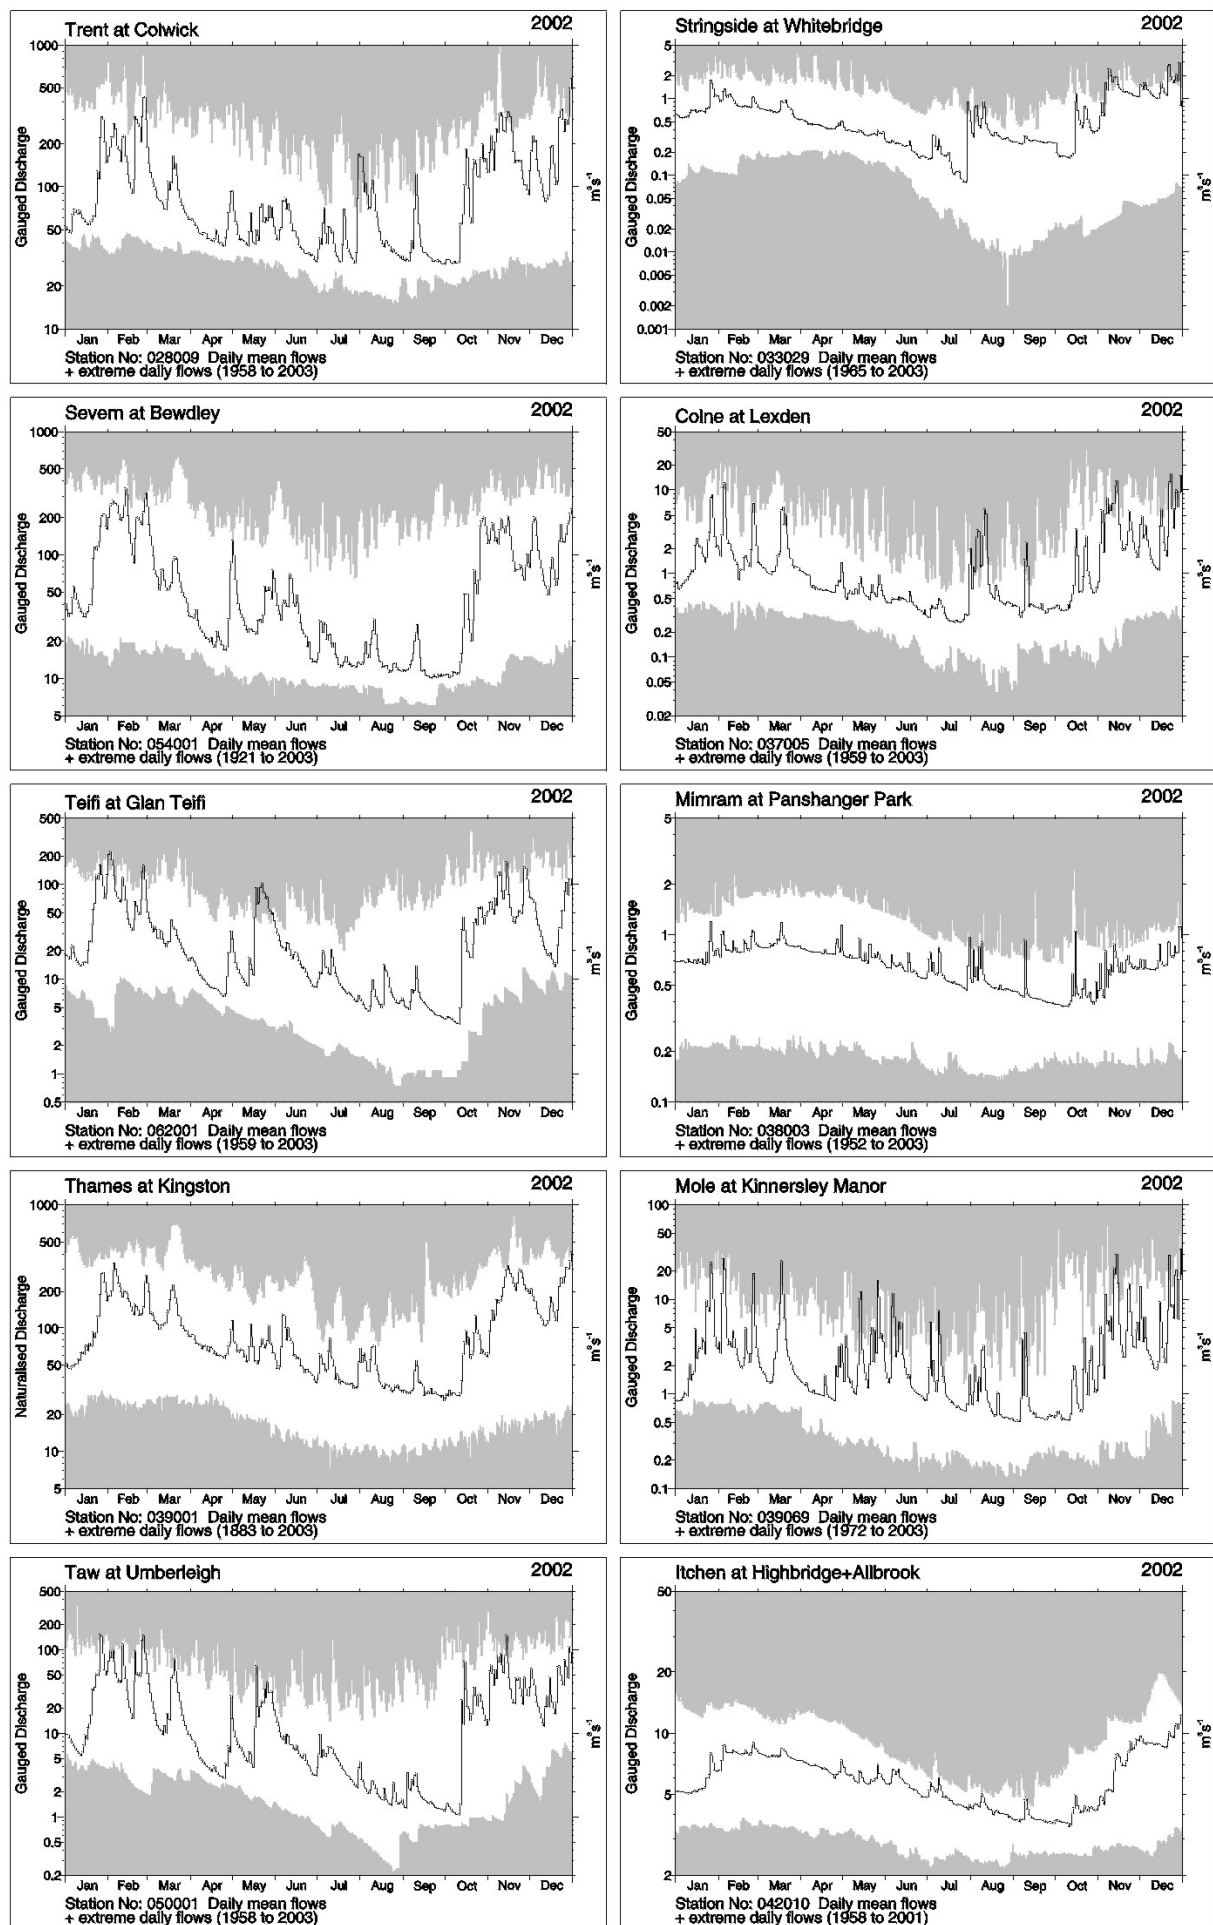 Trent at Colwick 2002
1000
500
200
100
50
20
10
Gauged Discharge
m³s⁻¹
Jan Feb Mar Apr May Jun Jul Aug Sep Oct Nov Dec
Station No: 028009 Daily mean flows
+ extreme daily flows (1958 to 2003)
Stringside at Whitebridge 2002
5
2
1
0.5
0.2
0.1
0.05
0.02
0.01
0.005
0.002
0.001
Gauged Discharge
m³s⁻¹
Jan Feb Mar Apr May Jun Jul Aug Sep Oct Nov Dec
Station No: 033029 Daily mean flows
+ extreme daily flows (1965 to 2003)
Severn at Bewdley 2002
1000
500
200
100
50
20
10
5
Gauged Discharge
m³s⁻¹
Jan Feb Mar Apr May Jun Jul Aug Sep Oct Nov Dec
Station No: 054001 Daily mean flows
+ extreme daily flows (1921 to 2003)
Colne at Lexden 2002
50
20
10
5
2
1
0.5
0.2
0.1
0.05
0.02
Gauged Discharge
m³s⁻¹
Jan Feb Mar Apr May Jun Jul Aug Sep Oct Nov Dec
Station No: 037005 Daily mean flows
+ extreme daily flows (1959 to 2003)
Teifi at Glan Teifi 2002
500
200
100
50
20
10
5
2
1
0.5
Gauged Discharge
m³s⁻¹
Jan Feb Mar Apr May Jun Jul Aug Sep Oct Nov Dec
Station No: 062001 Daily mean flows
+ extreme daily flows (1959 to 2003)
Mimram at Panshanger Park 2002
5
2
1
0.5
0.2
0.1
Gauged Discharge
m³s⁻¹
Jan Feb Mar Apr May Jun Jul Aug Sep Oct Nov Dec
Station No: 038003 Daily mean flows
+ extreme daily flows (1952 to 2003)
Thames at Kingston 2002
1000
500
200
100
50
20
10
5
Naturalised Discharge
m³s⁻¹
Jan Feb Mar Apr May Jun Jul Aug Sep Oct Nov Dec
Station No: 039001 Daily mean flows
+ extreme daily flows (1883 to 2003)
Mole at Kinnersley Manor 2002
100
50
20
10
5
2
1
0.5
0.2
0.1
Gauged Discharge
m³s⁻¹
Jan Feb Mar Apr May Jun Jul Aug Sep Oct Nov Dec
Station No: 039069 Daily mean flows
+ extreme daily flows (1972 to 2003)
Taw at Umberleigh 2002
500
200
100
50
20
10
5
2
1
0.5
0.2
Gauged Discharge
m³s⁻¹
Jan Feb Mar Apr May Jun Jul Aug Sep Oct Nov Dec
Station No: 050001 Daily mean flows
+ extreme daily flows (1958 to 2003)
Itchen at Highbridge+Allbrook 2002
50
20
10
5
2
Gauged Discharge
m³s⁻¹
Jan Feb Mar Apr May Jun Jul Aug Sep Oct Nov Dec
Station No: 042010 Daily mean flows
+ extreme daily flows (1958 to 2001)